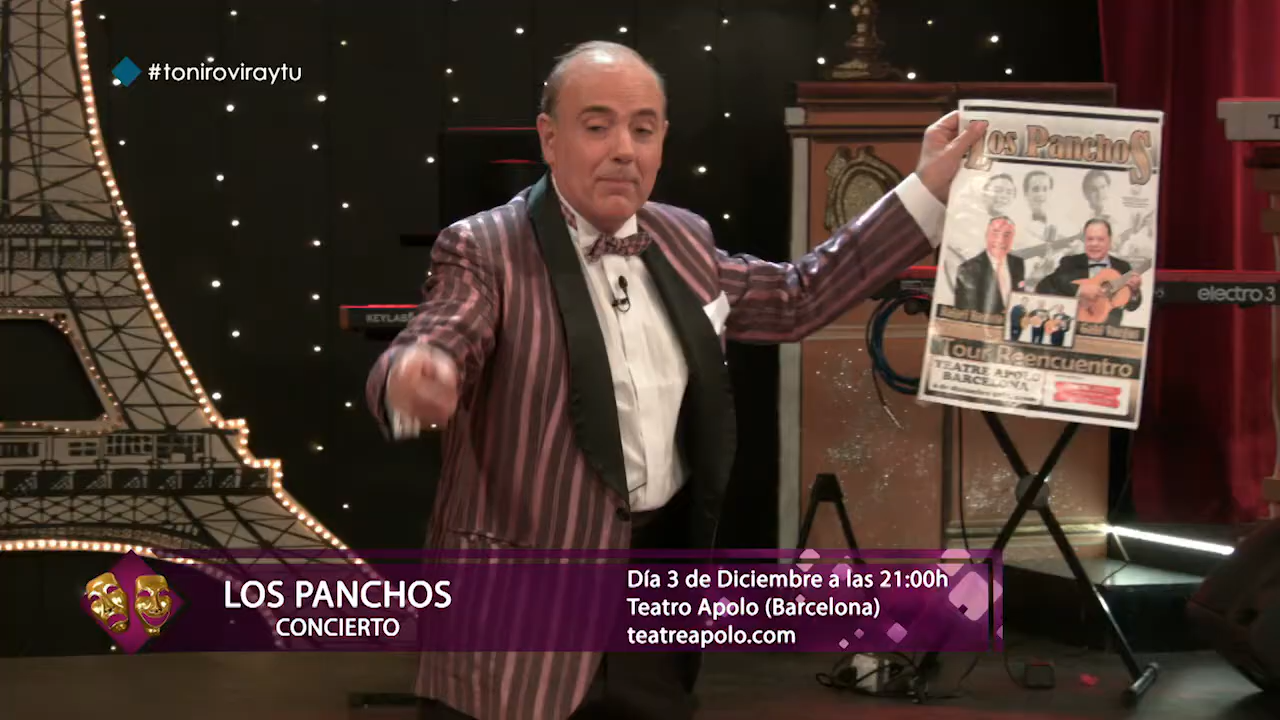 #toniroviraytu
Los Panchos
Tour Reencuentro
TEATRE APOLO
BARCELONA
KEYLAB
electro 3
LOS PANCHOS
CONCIERTO
Día 3 de Diciembre a las 21:00h
Teatro Apolo (Barcelona)
teatreapolo.com